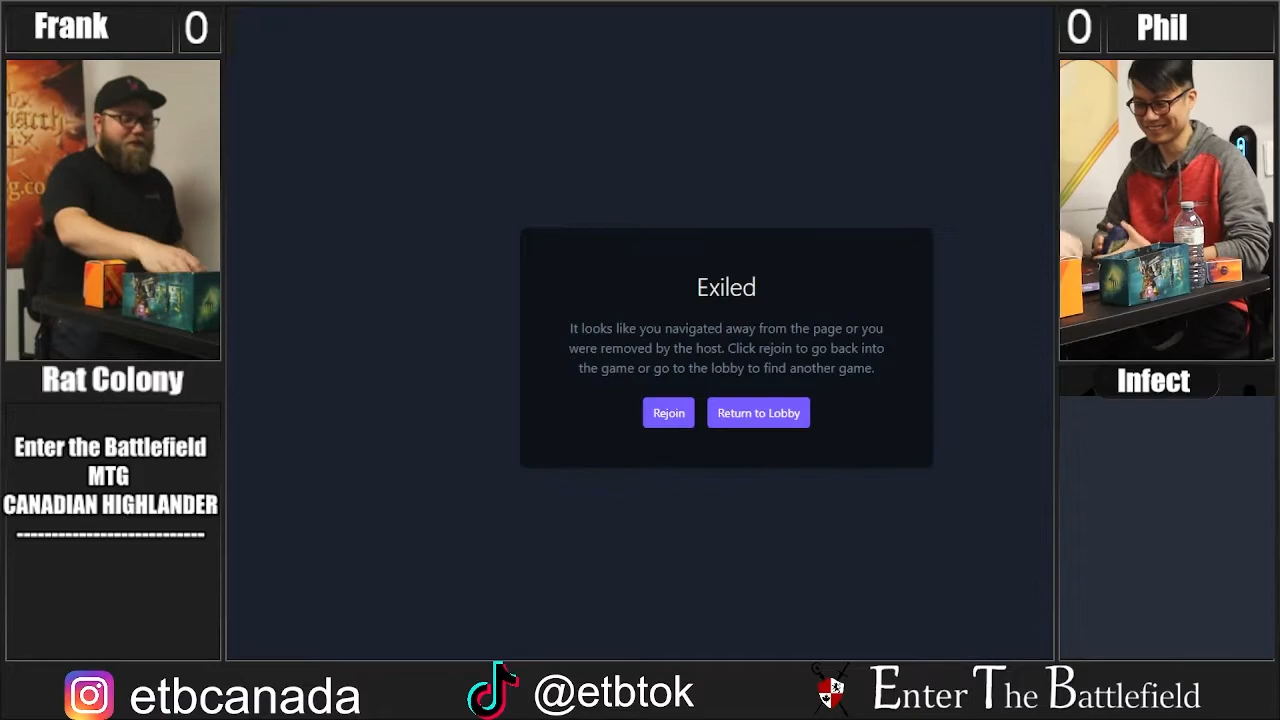 Frank
0
0
Phil
Exiled
It looks like you navigated away from the page or you
were removed by the host. Click rejoin to go back into
the game or go to the lobby to find another game.
Rejoin
Return to Lobby
Rat Colony
Infect
Enter the Battlefield
MTG
CANADIAN HIGHLANDER
---------------------------
etbcanada
@etbtok
Enter The Battlefield